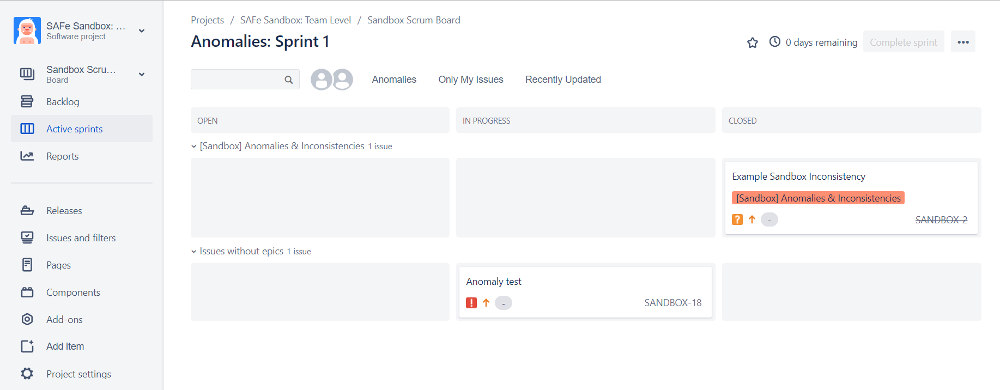 SAFe Sandbox: ...
Software project
Sandbox Scru...
Board
Backlog
Active sprints
Reports
Releases
Issues and filters
Pages
Components
Add-ons
Add item
Project settings
Projects / SAFe Sandbox: Team Level / Sandbox Scrum Board
Anomalies: Sprint 1
0 days remaining
Complete sprint
Anomalies
Only My Issues
Recently Updated
OPEN
IN PROGRESS
CLOSED
[Sandbox] Anomalies & Inconsistencies 1 issue
Example Sandbox Inconsistency
[Sandbox] Anomalies & Inconsistencies
? - SANDBOX-2
Issues without epics 1 issue
Anomaly test
! - SANDBOX-18